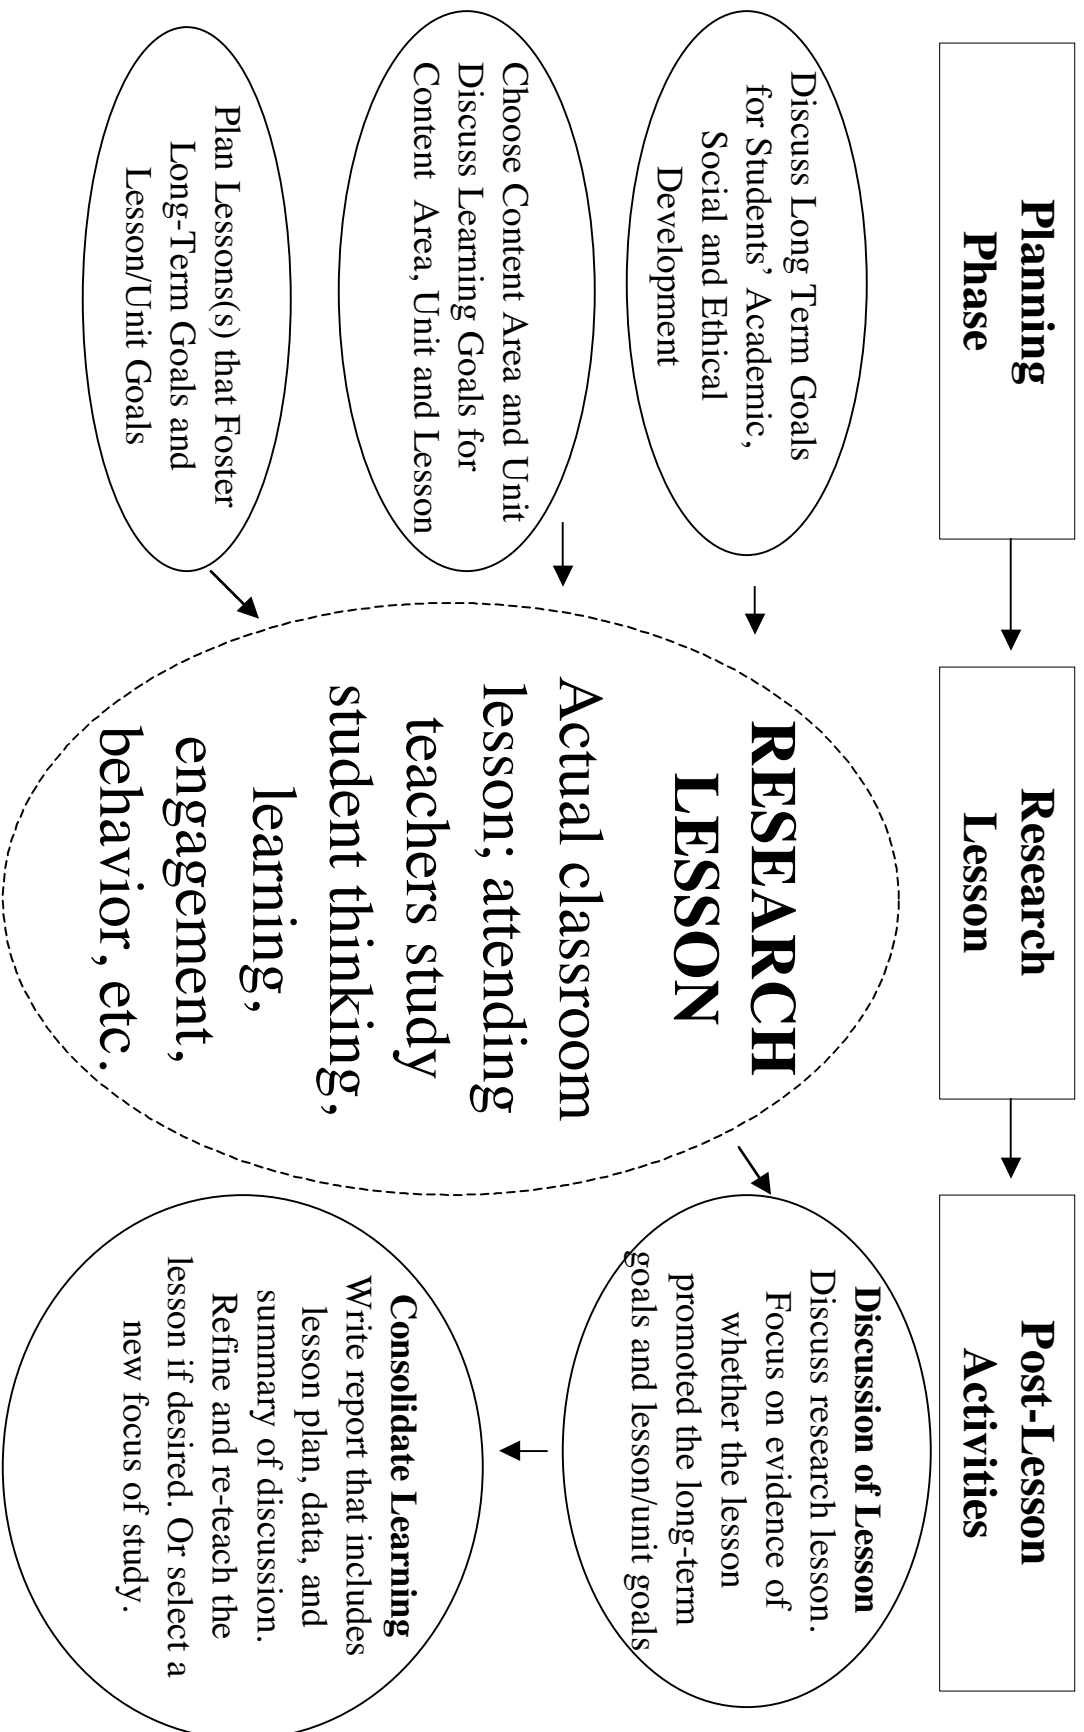 Planning
Phase
Research
Lesson
Post-Lesson
Activities
Discuss Long Term Goals
for Students’ Academic,
Social and Ethical
Development
Choose Content Area and Unit
Discuss Learning Goals for
Content Area, Unit and Lesson
Plan Lessons(s) that Foster
Long-Term Goals and
Lesson/Unit Goals
RESEARCH
LESSON
Actual classroom
lesson; attending
teachers study
student thinking,
learning,
engagement,
behavior, etc.
Discussion of Lesson
Discuss research lesson.
Focus on evidence of
whether the lesson
promoted the long-term
goals and lesson/unit goals
Consolidate Learning
Write report that includes
lesson plan, data, and
summary of discussion.
Refine and re-teach the
lesson if desired. Or select a
new focus of study.